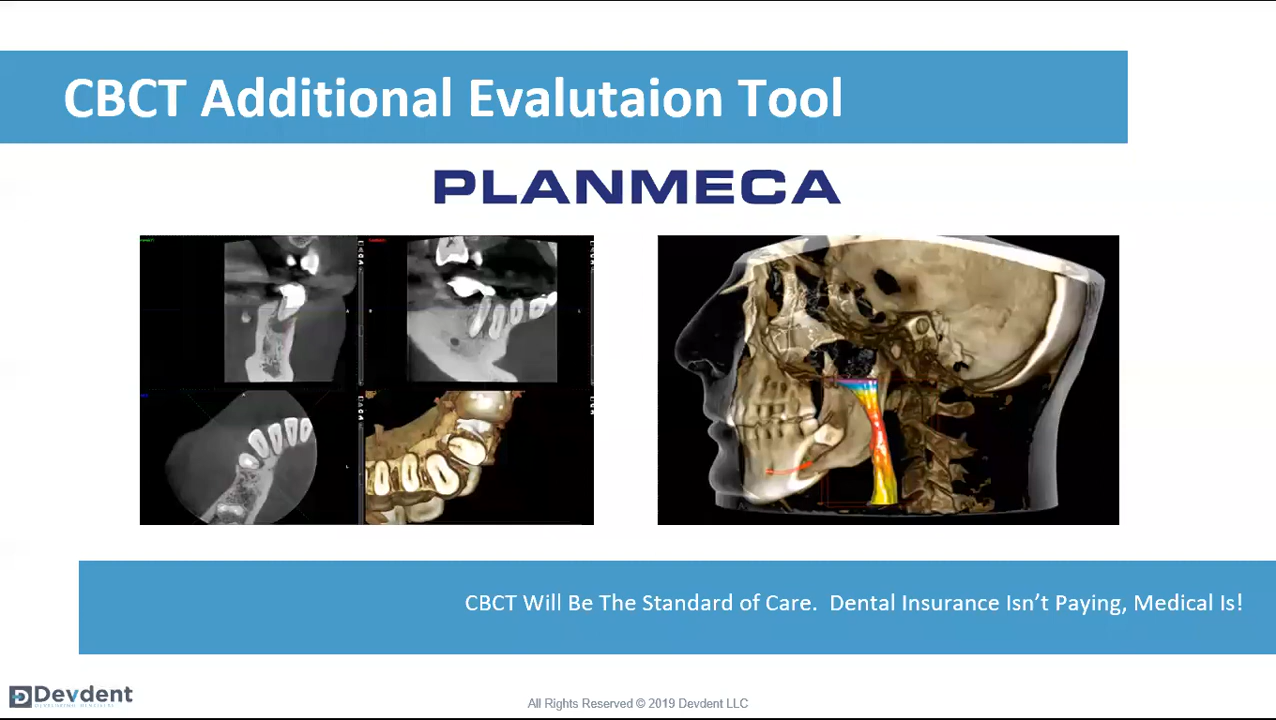 CBCT Additional Evalutaion Tool
PLANMECA
CBCT Will Be The Standard of Care. Dental Insurance Isn't Paying, Medical Is!
Devdent
All Rights Reserved © 2019 Devdent LLC